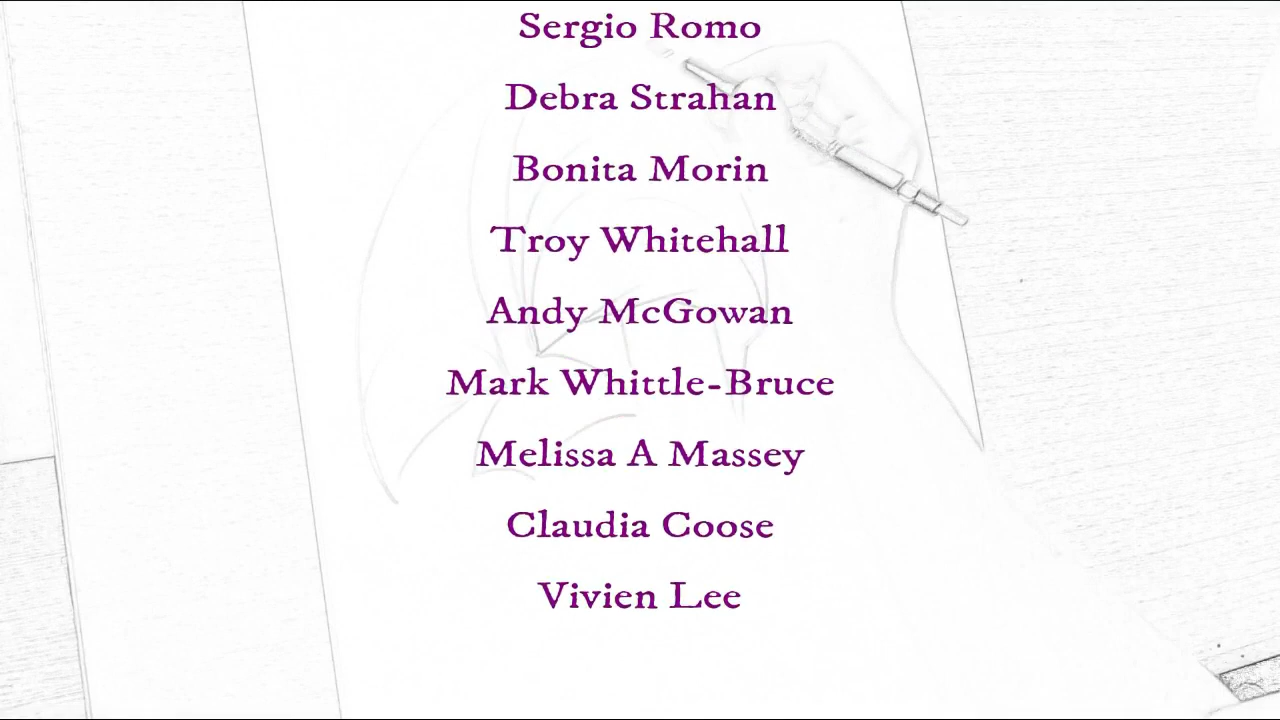 Sergio Romo
Debra Strahan
Bonita Morin
Troy Whitehall
Andy McGowan
Mark Whittle-Bruce
Melissa A Massey
Claudia Coose
Vivien Lee